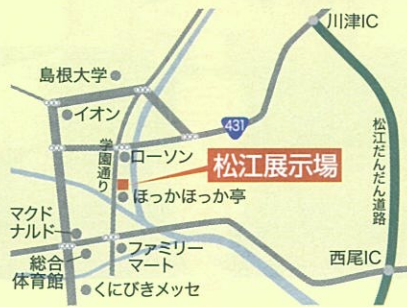 川津IC
島根大学
イオン
431
学園通り
ローソン
松江展示場
ほっかほっか亭
松江だんだん道路
マクド
ナルド
ファミリー
マート
総合
体育館
西尾IC
くにびきメッセ